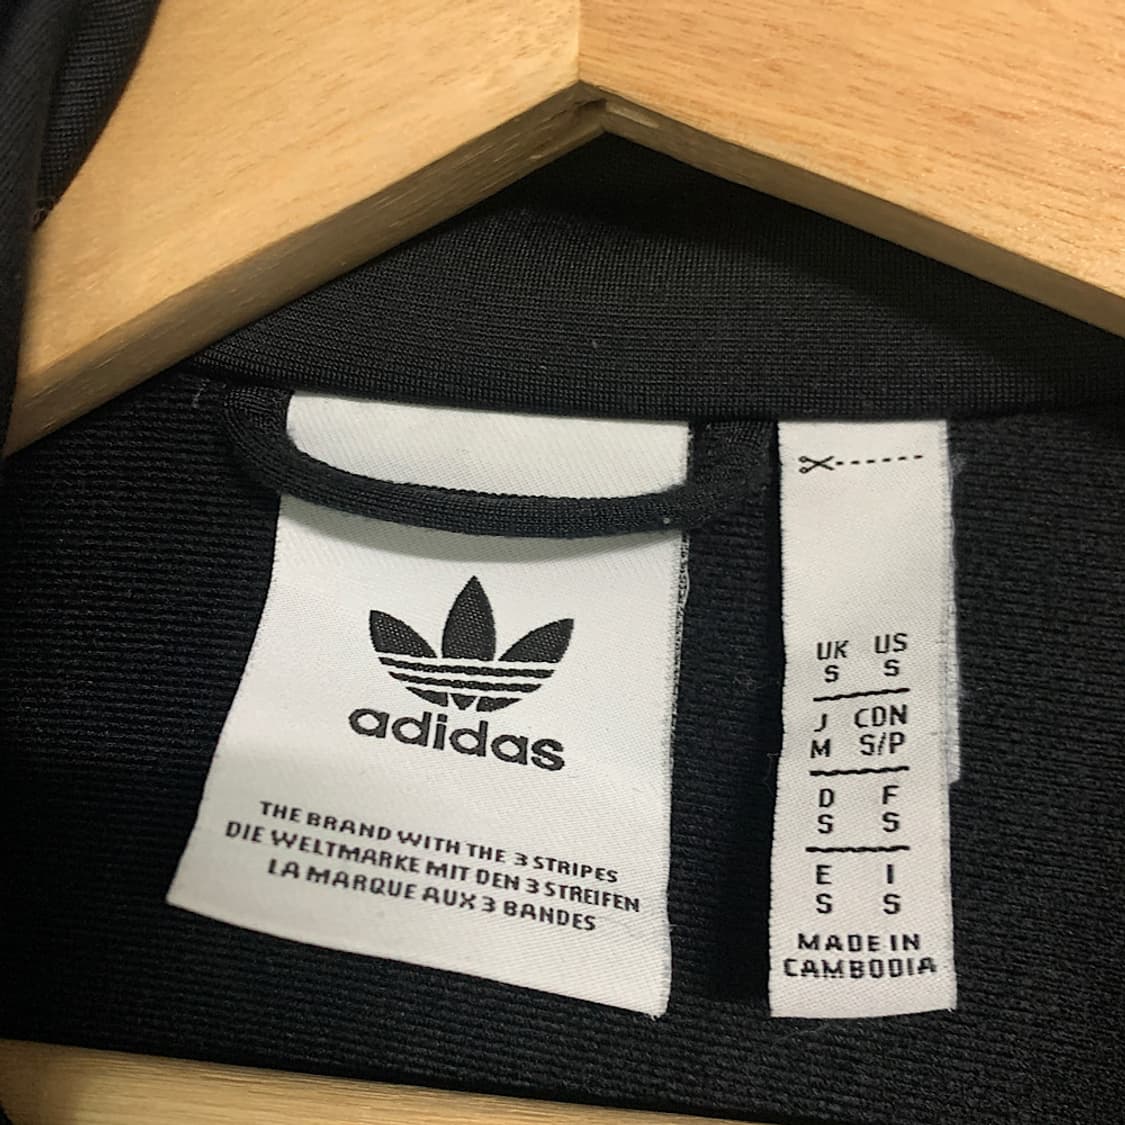 adidas
THE BRAND WITH THE 3 STRIPES
DIE WELTMARKE MIT DEN 3 STREIFEN
LA MARQUE AUX 3 BANDES
UK US
S S
J CDN
M S/P
D F
S S
E I
S S
MADE IN
CAMBODIA